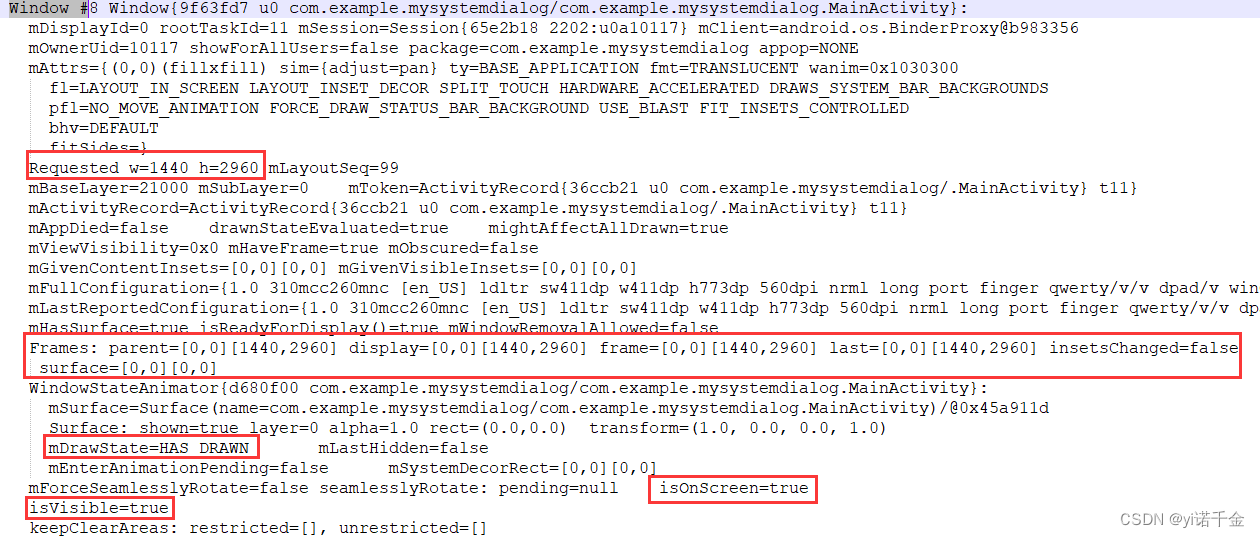 Window #8 Window{9f63fd7 u0 com.example.mysystemdialog/com.example.mysystemdialog.MainActivity}:
mDisplayId=0 rootTaskId=11 mSession=Session{65e2b18 2202:u0a10117} mClient=android.os.BinderProxy@b983356
mOwnerUid=10117 showForAllUsers=false package=com.example.mysystemdialog appop=NONE
mAttrs={(0,0)(fillxfill) sim={adjust=pan} ty=BASE_APPLICATION fmt=TRANSLUCENT wanim=0x1030300
fl=LAYOUT_IN_SCREEN LAYOUT_INSET_DECOR SPLIT_TOUCH HARDWARE_ACCELERATED DRAWS_SYSTEM_BAR_BACKGROUNDS
pfl=NO_MOVE_ANIMATION FORCE_DRAW_STATUS_BAR_BACKGROUND USE_BLAST FIT_INSETS_CONTROLLED
bhv=DEFAULT
fitSides=}
Requested w=1440 h=2960 mLayoutSeq=99
mBaseLayer=21000 mSubLayer=0 mToken=ActivityRecord{36ccb21 u0 com.example.mysystemdialog/.MainActivity} t11}
mActivityRecord=ActivityRecord{36ccb21 u0 com.example.mysystemdialog/.MainActivity} t11}
mAppDied=false drawnStateEvaluated=true mightAffectAllDrawn=true
mViewVisibility=0x0 mHaveFrame=true mObscured=false
mGivenContentInsets=[0,0][0,0] mGivenVisibleInsets=[0,0][0,0]
mFullConfiguration={1.0 310mcc260mnc [en_US] ldltr sw411dp w411dp h773dp 560dpi nrml long port finger qwerty/v/v dpad/v win
mLastReportedConfiguration={1.0 310mcc260mnc [en_US] ldltr sw411dp w411dp h773dp 560dpi nrml long port finger qwerty/v/v dp
mHasSurface=true isReadyForDisplay()=true mWindowRemovalAllowed=false
Frames: parent=[0,0][1440,2960] display=[0,0][1440,2960] frame=[0,0][1440,2960] last=[0,0][1440,2960] insetsChanged=false
surface=[0,0][0,0]
WindowStateAnimator{d680f00 com.example.mysystemdialog/com.example.mysystemdialog.MainActivity}:
mSurface=Surface(name=com.example.mysystemdialog/com.example.mysystemdialog.MainActivity)/@0x45a911d
Surface: shown=true layer=0 alpha=1.0 rect=(0.0,0.0) transform=(1.0, 0.0, 0.0, 1.0)
mDrawState=HAS_DRAWN mLastHidden=false
mEnterAnimationPending=false mSystemDecorRect=[0,0][0,0]
mForceSeamlesslyRotate=false seamlesslyRotate: pending=null isOnScreen=true
isVisible=true
keepClearAreas: restricted=[], unrestricted=[]
CSDN @yi诺千金